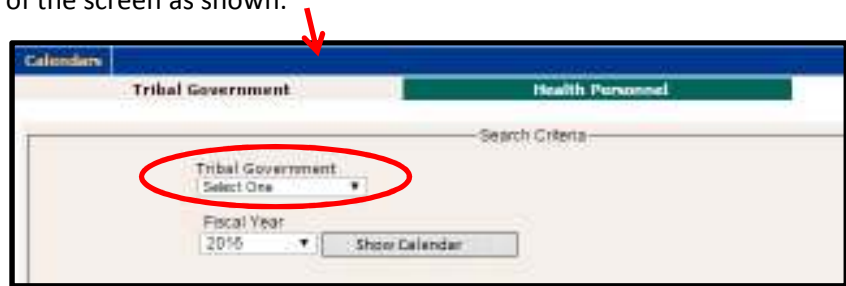 of the screen as shown.
Calendars
Tribal Government Health Personnel
Search Criteria
Tribal Government
Select One
Fiscal Year
2016 Show Calendar